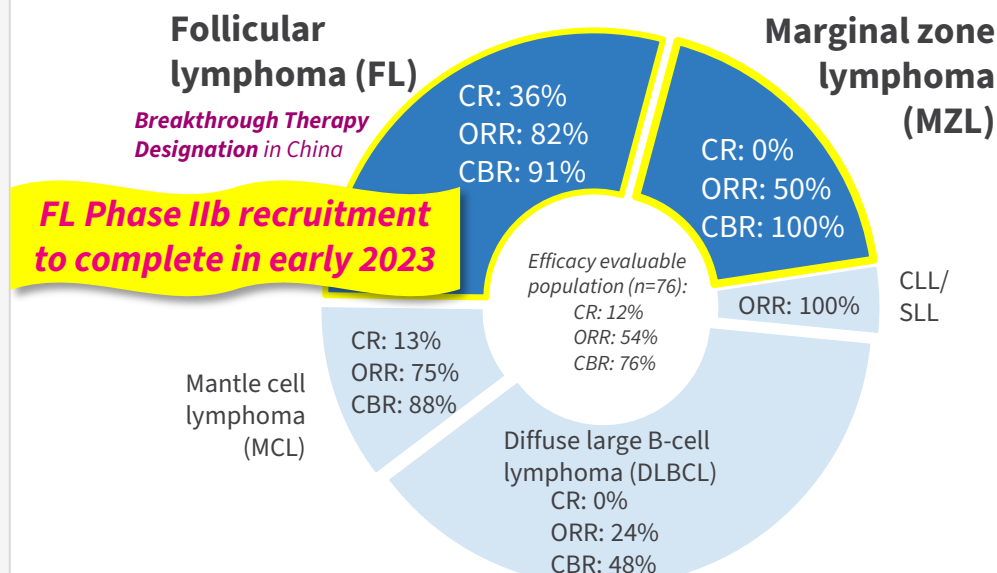 Follicular
lymphoma (FL)
Breakthrough Therapy
Designation in China
FL Phase IIb recruitment
to complete in early 2023
CR: 36%
ORR: 82%
CBR: 91%
Marginal zone
lymphoma
(MZL)
CR: 0%
ORR: 50%
CBR: 100%
Efficacy evaluable
population (n=76):
CR: 12%
ORR: 54%
CBR: 76%
ORR: 100%
CLL/
SLL
CR: 13%
ORR: 75%
CBR: 88%
Mantle cell
lymphoma
(MCL)
Diffuse large B-cell
lymphoma (DLBCL)
CR: 0%
ORR: 24%
CBR: 48%